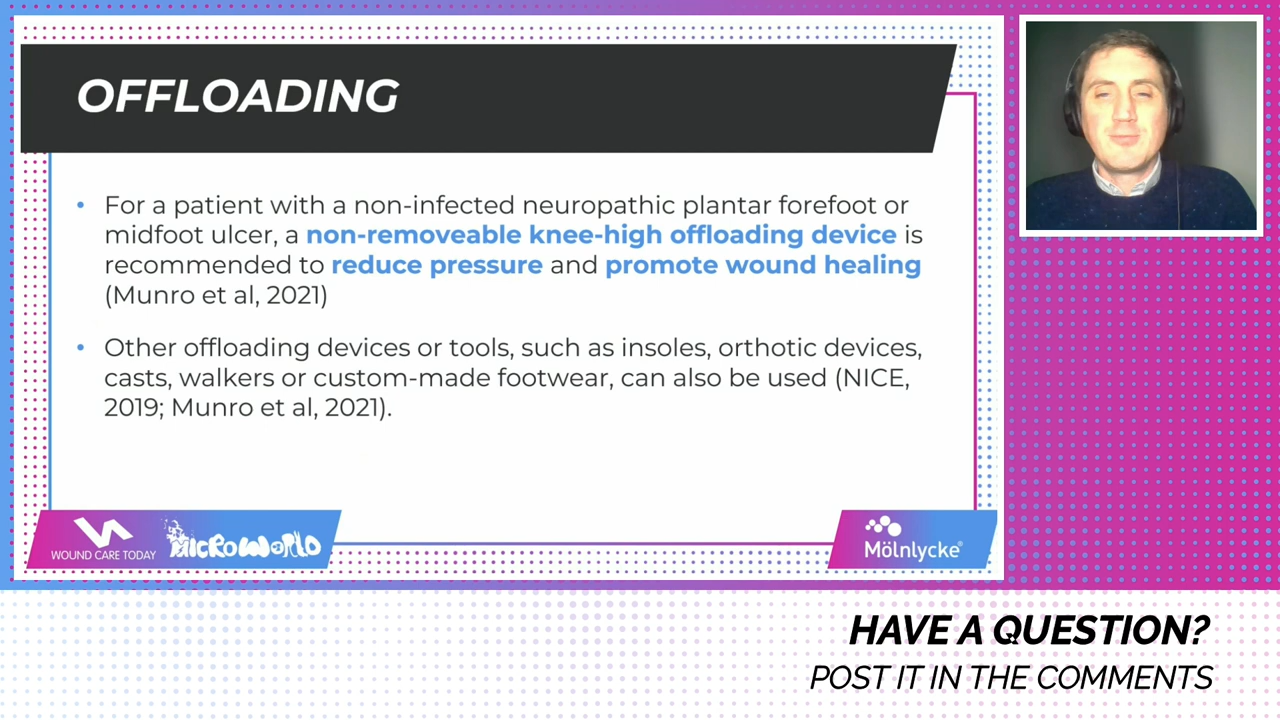 OFFLOADING
• For a patient with a non-infected neuropathic plantar forefoot or
midfoot ulcer, a non-removeable knee-high offloading device is
recommended to reduce pressure and promote wound healing
(Munro et al, 2021)
• Other offloading devices or tools, such as insoles, orthotic devices,
casts, walkers or custom-made footwear, can also be used (NICE,
2019; Munro et al, 2021).
WOUND CARE TODAY
MICROWORLD
Mölnlycke®
HAVE A QUESTION?
POST IT IN THE COMMENTS